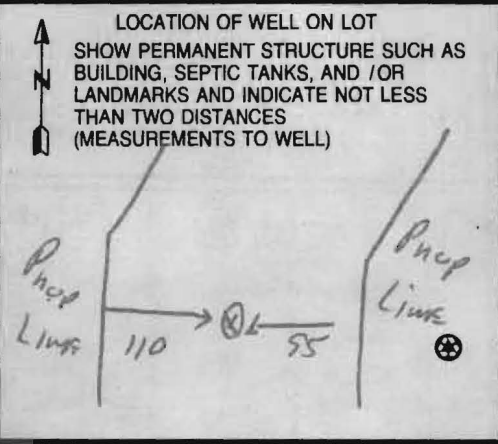 LOCATION OF WELL ON LOT
SHOW PERMANENT STRUCTURE SUCH AS
BUILDING, SEPTIC TANKS, AND /OR
LANDMARKS AND INDICATE NOT LESS
THAN TWO DISTANCES
(MEASUREMENTS TO WELL)
N
Prop
Line
110
X
55
Prop
Line